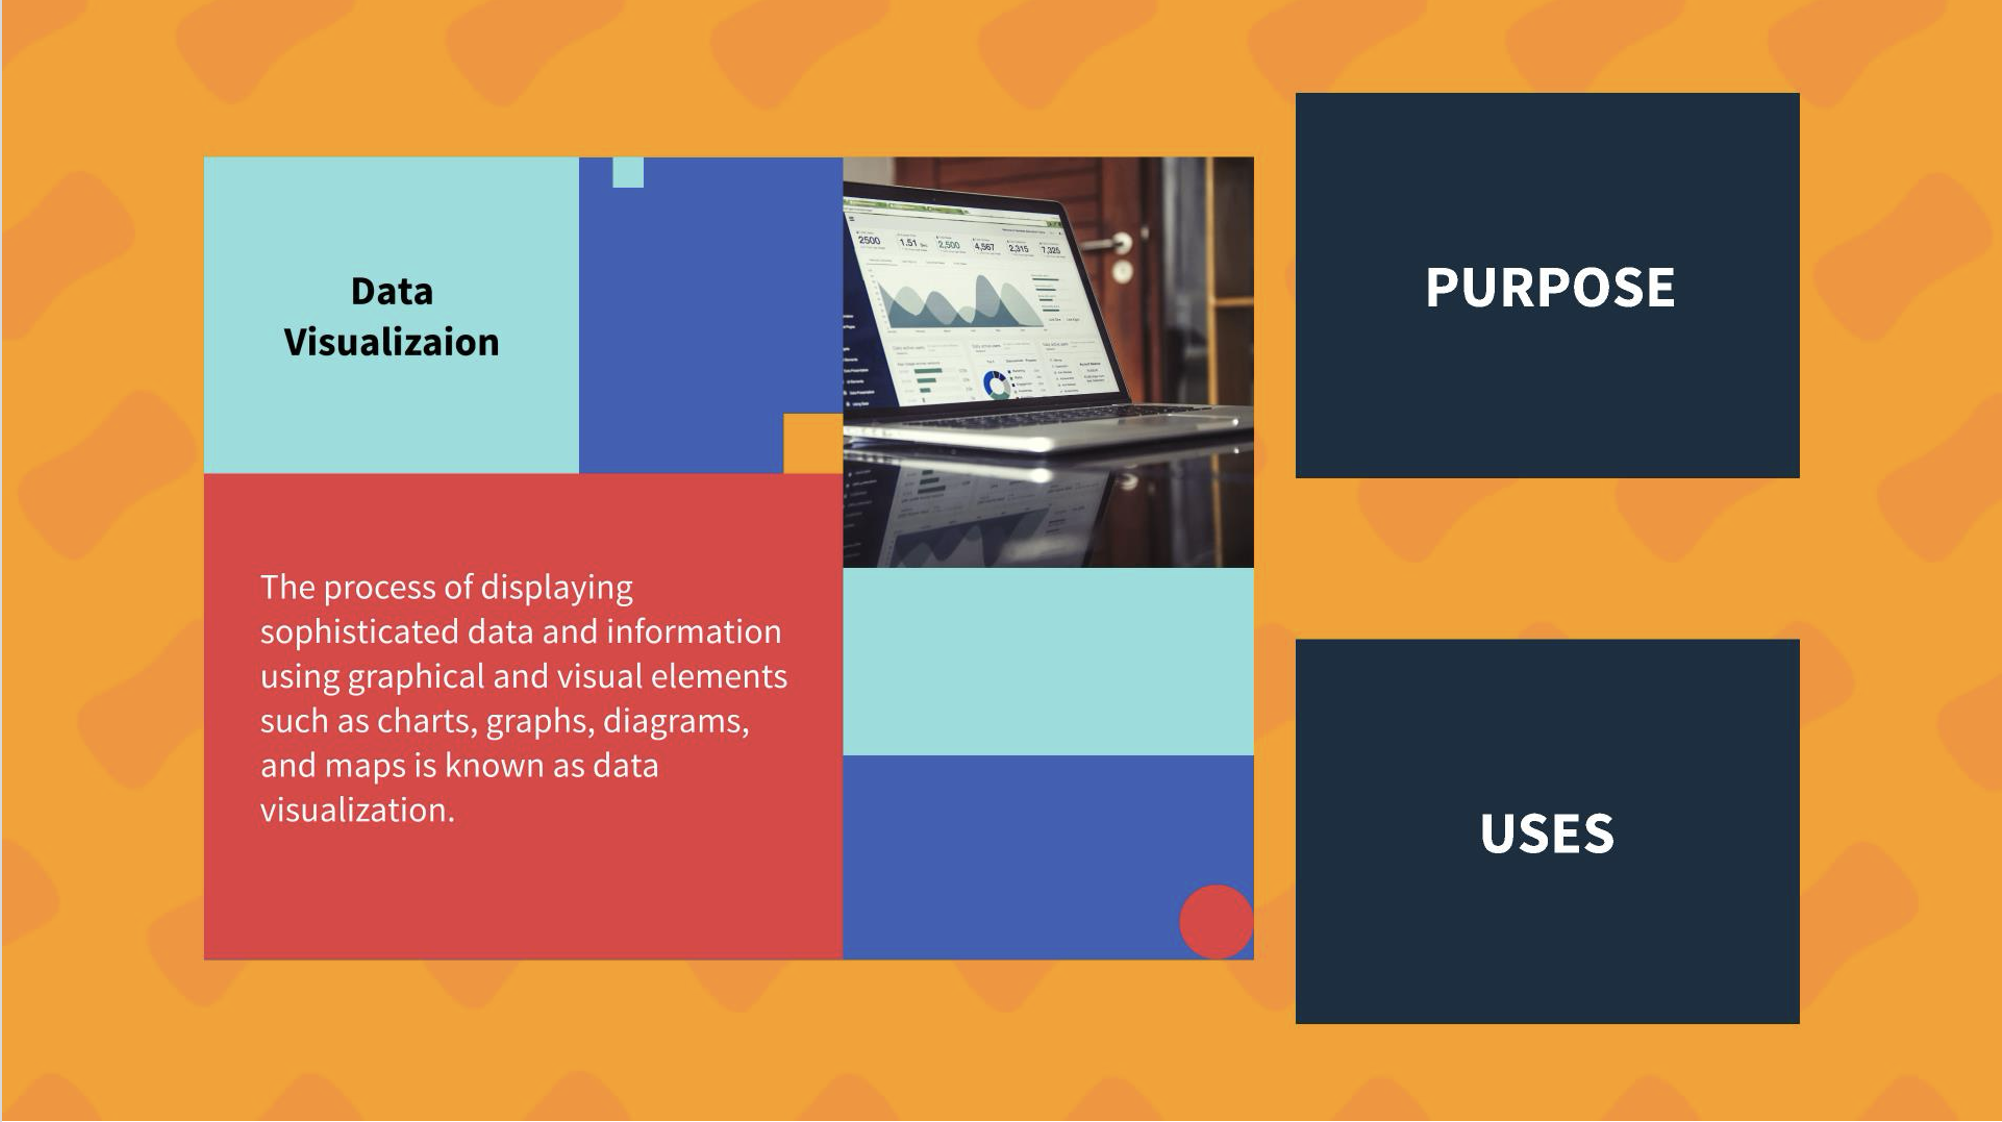 Data
Visualizaion
The process of displaying
sophisticated data and information
using graphical and visual elements
such as charts, graphs, diagrams,
and maps is known as data
visualization.
2500 1.51 2,500 4,567 2,315 7,325
PURPOSE
USES